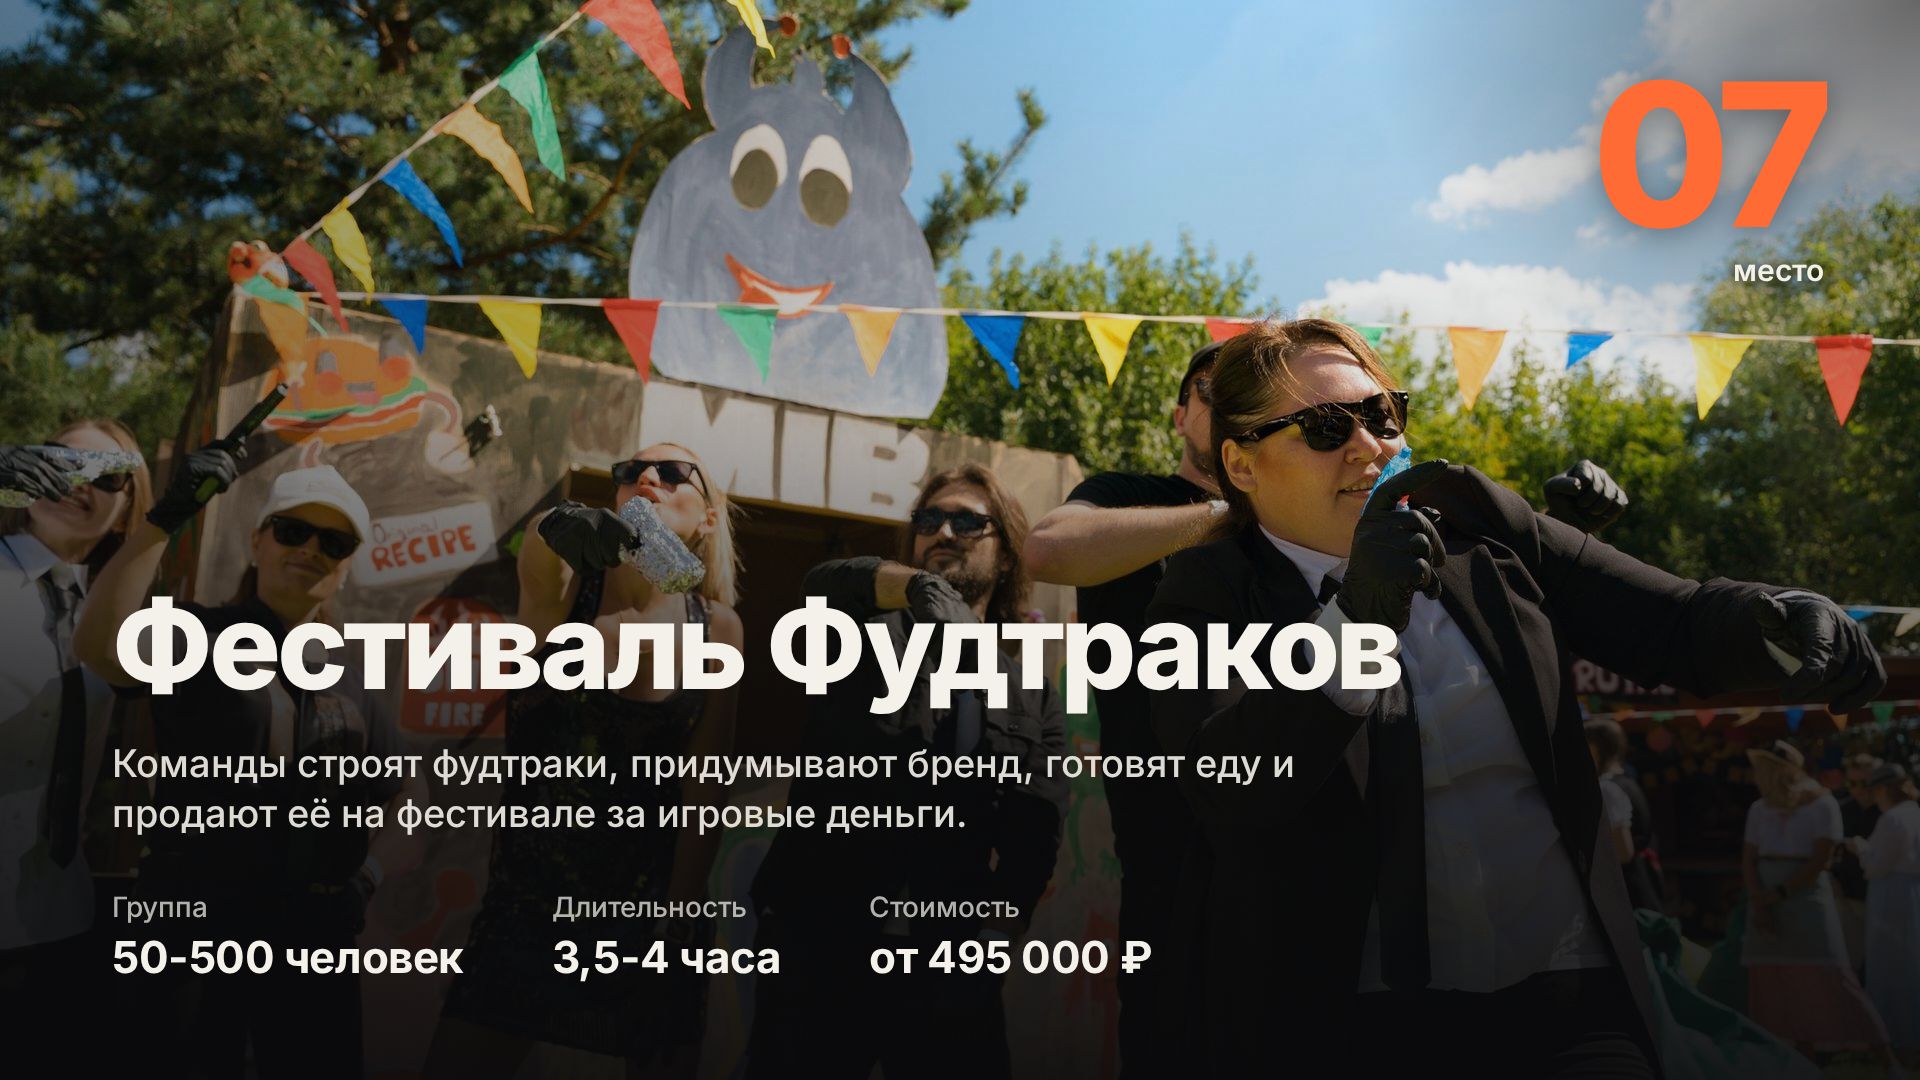 07
место
MIB
Original
RECIPE
FIRE
Фестиваль Фудтраков
Команды строят фудтраки, придумывают бренд, готовят еду и
продают её на фестивале за игровые деньги.
Группа
50-500 человек
Длительность
3,5-4 часа
Стоимость
от 495 000 ₽